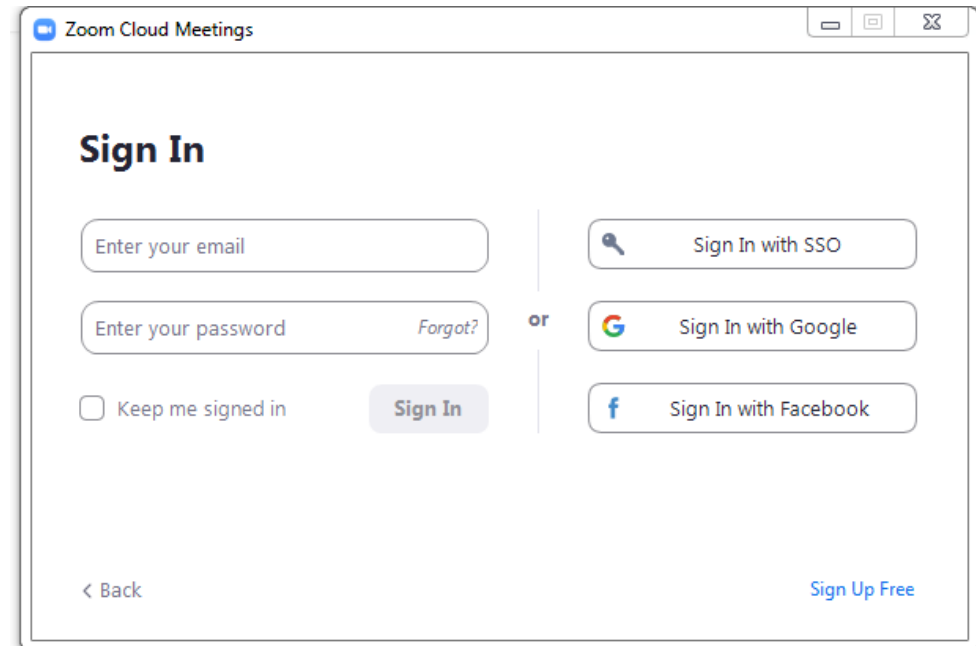 Zoom Cloud Meetings
Sign In
Enter your email
Enter your password Forgot?
Keep me signed in Sign In
or
Sign In with SSO
Sign In with Google
Sign In with Facebook
< Back
Sign Up Free